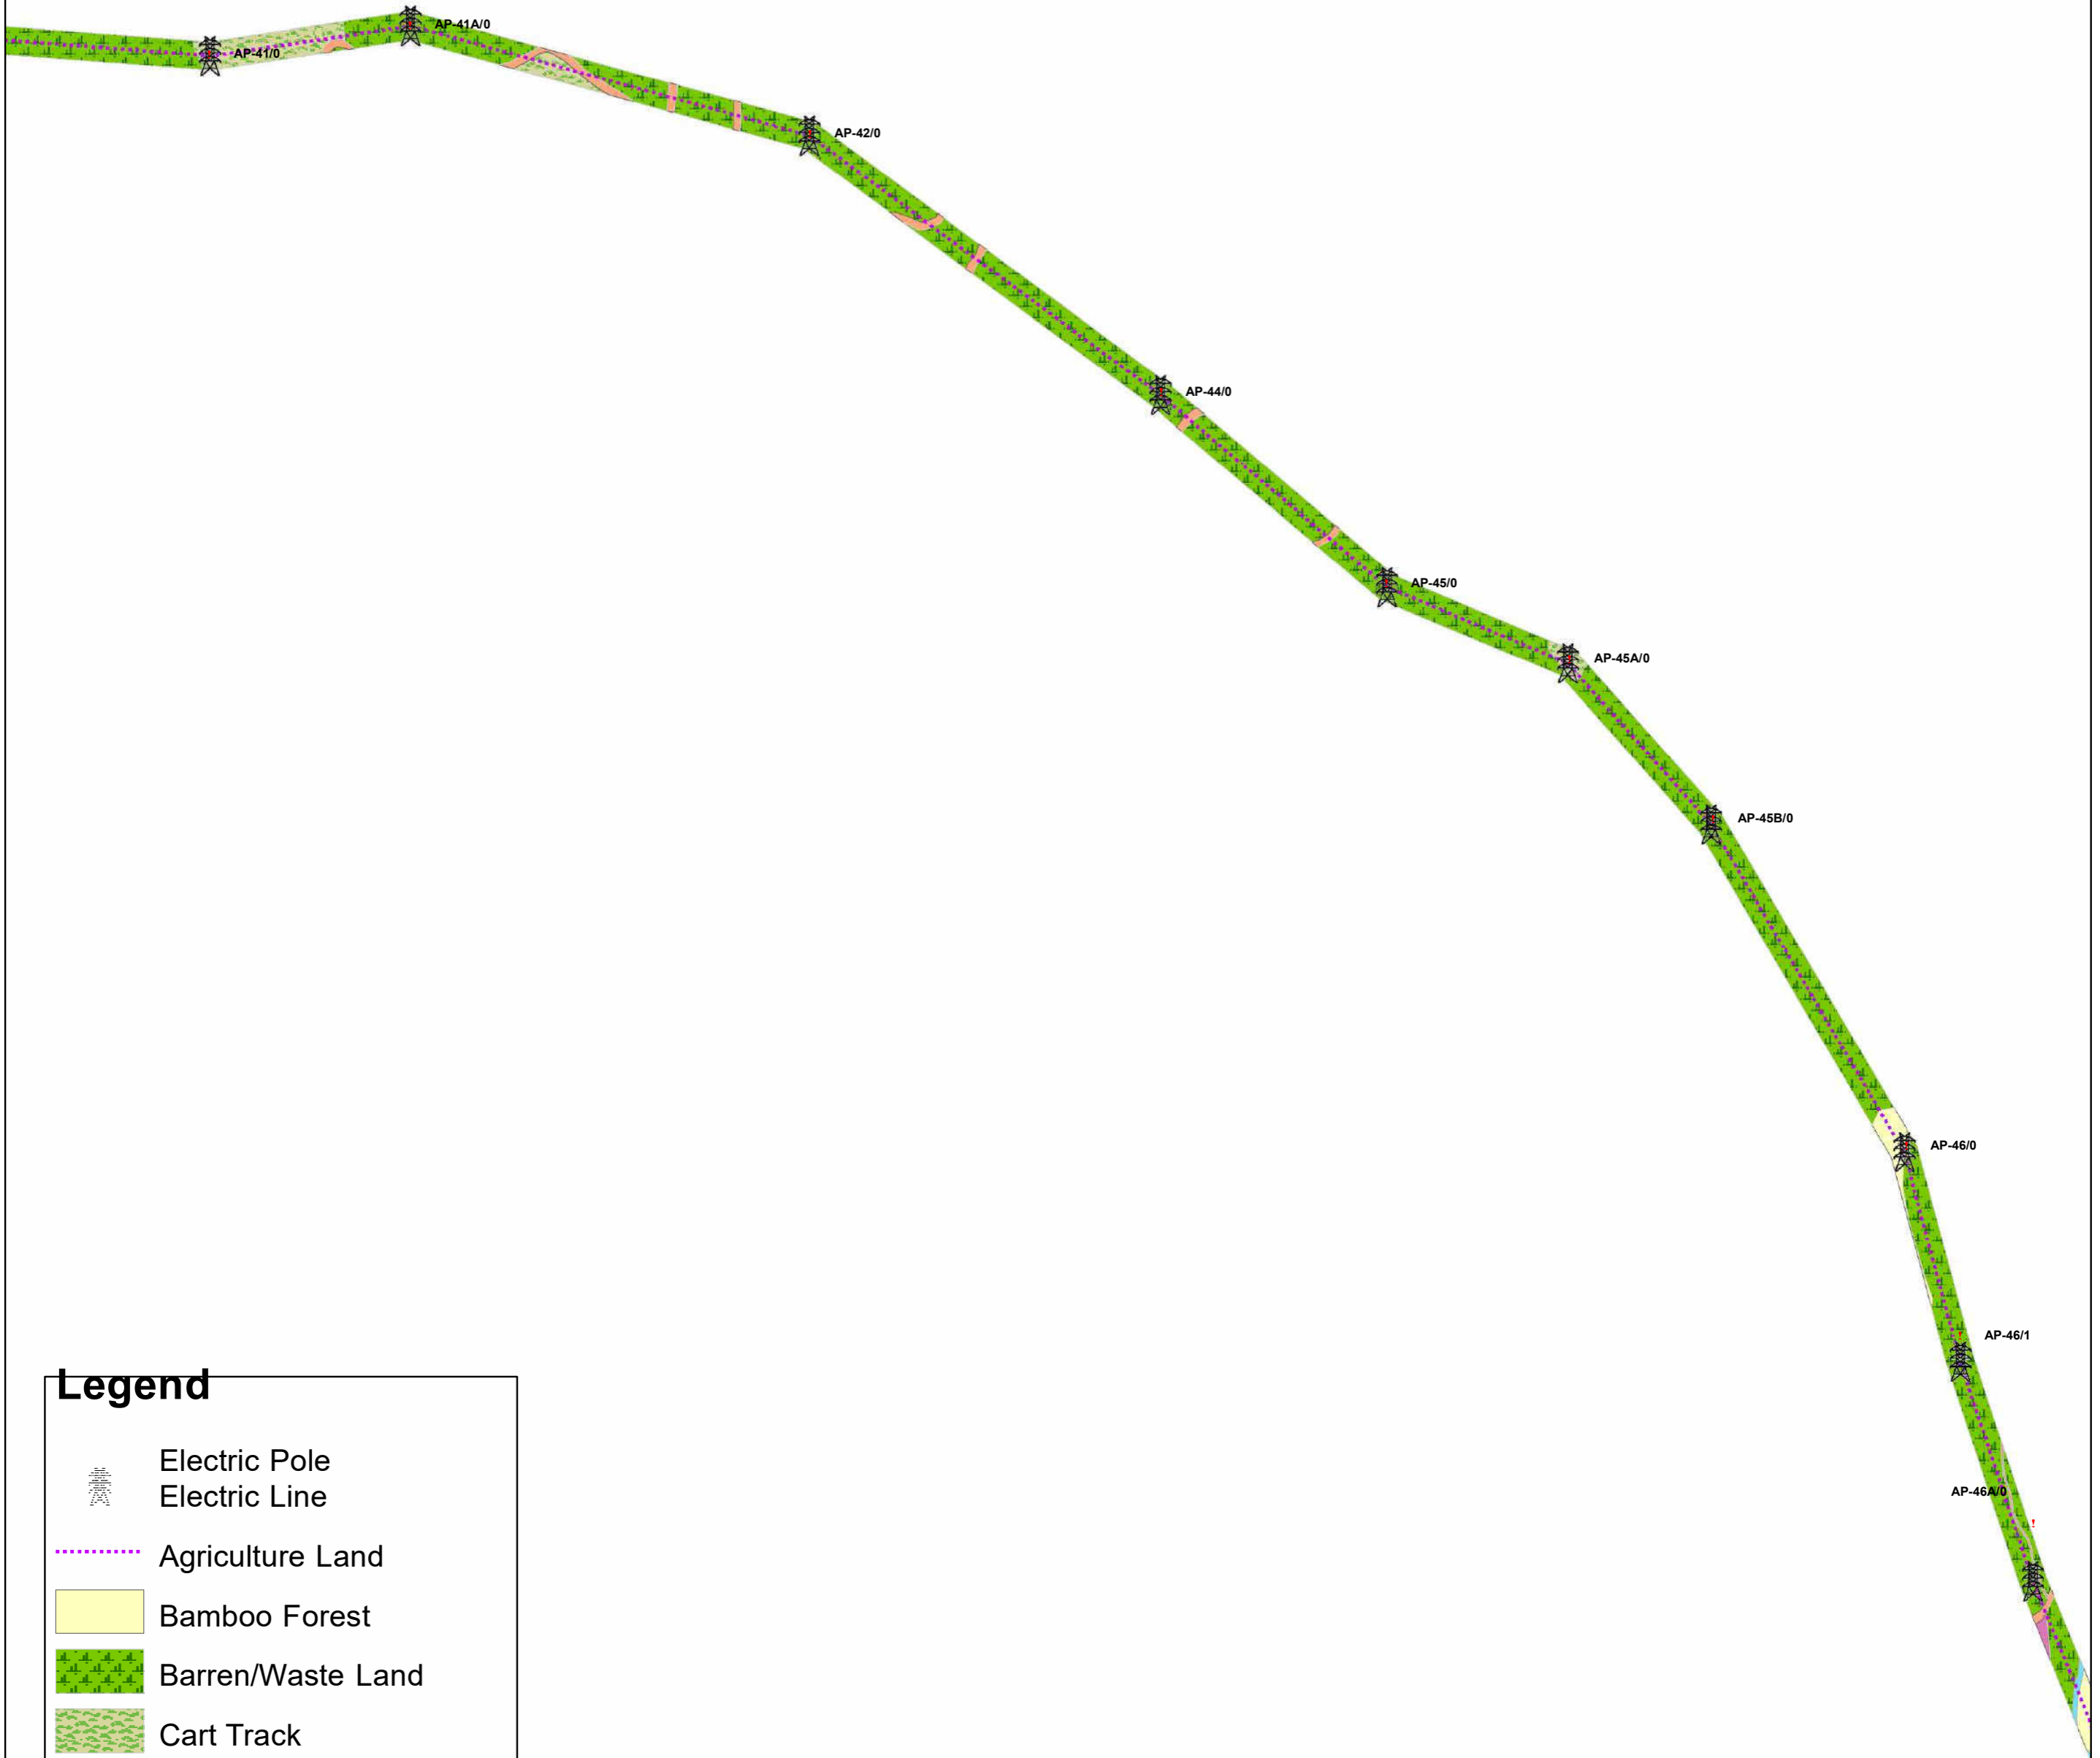 AP-41A/0
AP-41/0
AP-42/0
AP-44/0
AP-45/0
AP-45A/0
AP-45B/0
AP-46/0
AP-46/1
AP-46A/0
!
Legend
Electric Pole
Electric Line
Agriculture Land
Bamboo Forest
Barren/Waste Land
Cart Track